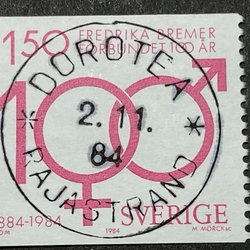 150 FREDRIKA BREMER
FÖRBUNDET 100 ÅR
DOROTEA
* 2.11. *
84
RAJASTRAND
1884-1984 SVERIGE
1984 M MÖRCK sc.